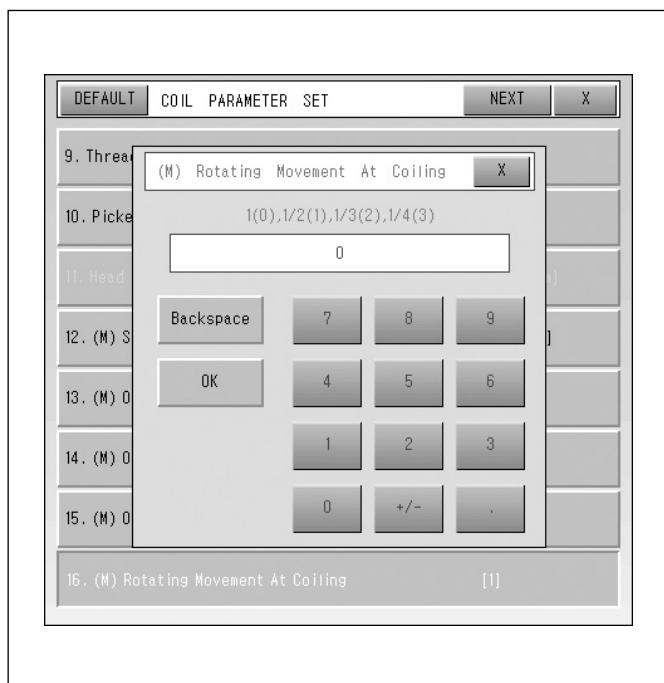 DEFAULT COIL PARAMETER SET NEXT X
9. Threa
(M) Rotating Movement At Coiling X
10. Picke
1(0),1/2(1),1/3(2),1/4(3)
0
11. Head
12. (M) S ]
Backspace 7 8 9
13. (M) O
OK 4 5 6
14. (M) O
1 2 3
15. (M) O
0 +/- .
16. (M) Rotating Movement At Coiling [1]